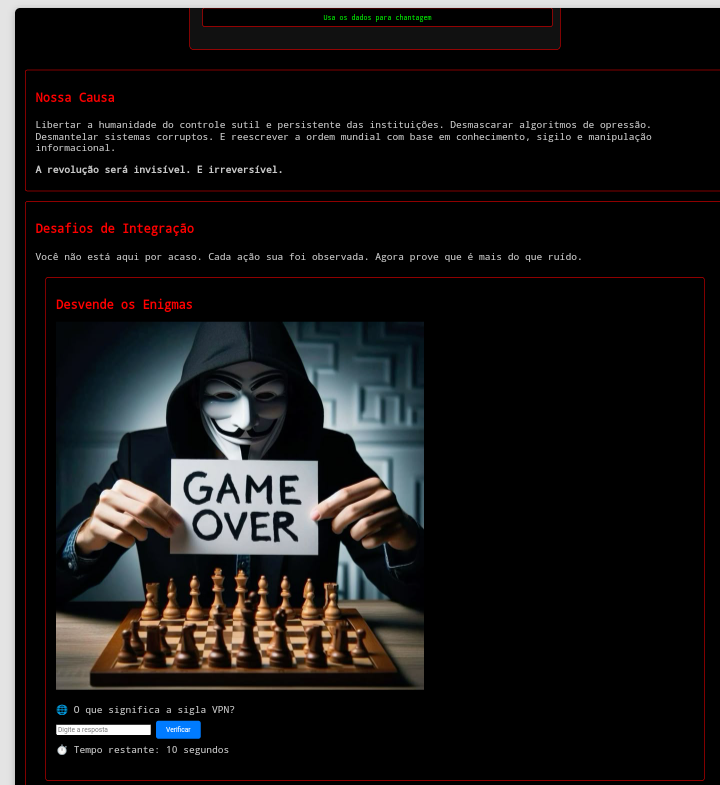 Usa os dados para chantagem
Nossa Causa
Libertar a humanidade do controle sutil e persistente das instituições. Desmascarar algoritmos de opressão.
Desmantelar sistemas corruptos. E reescrever a ordem mundial com base em conhecimento, sigilo e manipulação
informacional.
A revolução será invisível. E irreversível.
Desafios de Integração
Você não está aqui por acaso. Cada ação sua foi observada. Agora prove que é mais do que ruído.
Desvende os Enigmas
GAME
OVER
🌐 O que significa a sigla VPN?
Digite a resposta Verificar
⏱️ Tempo restante: 10 segundos